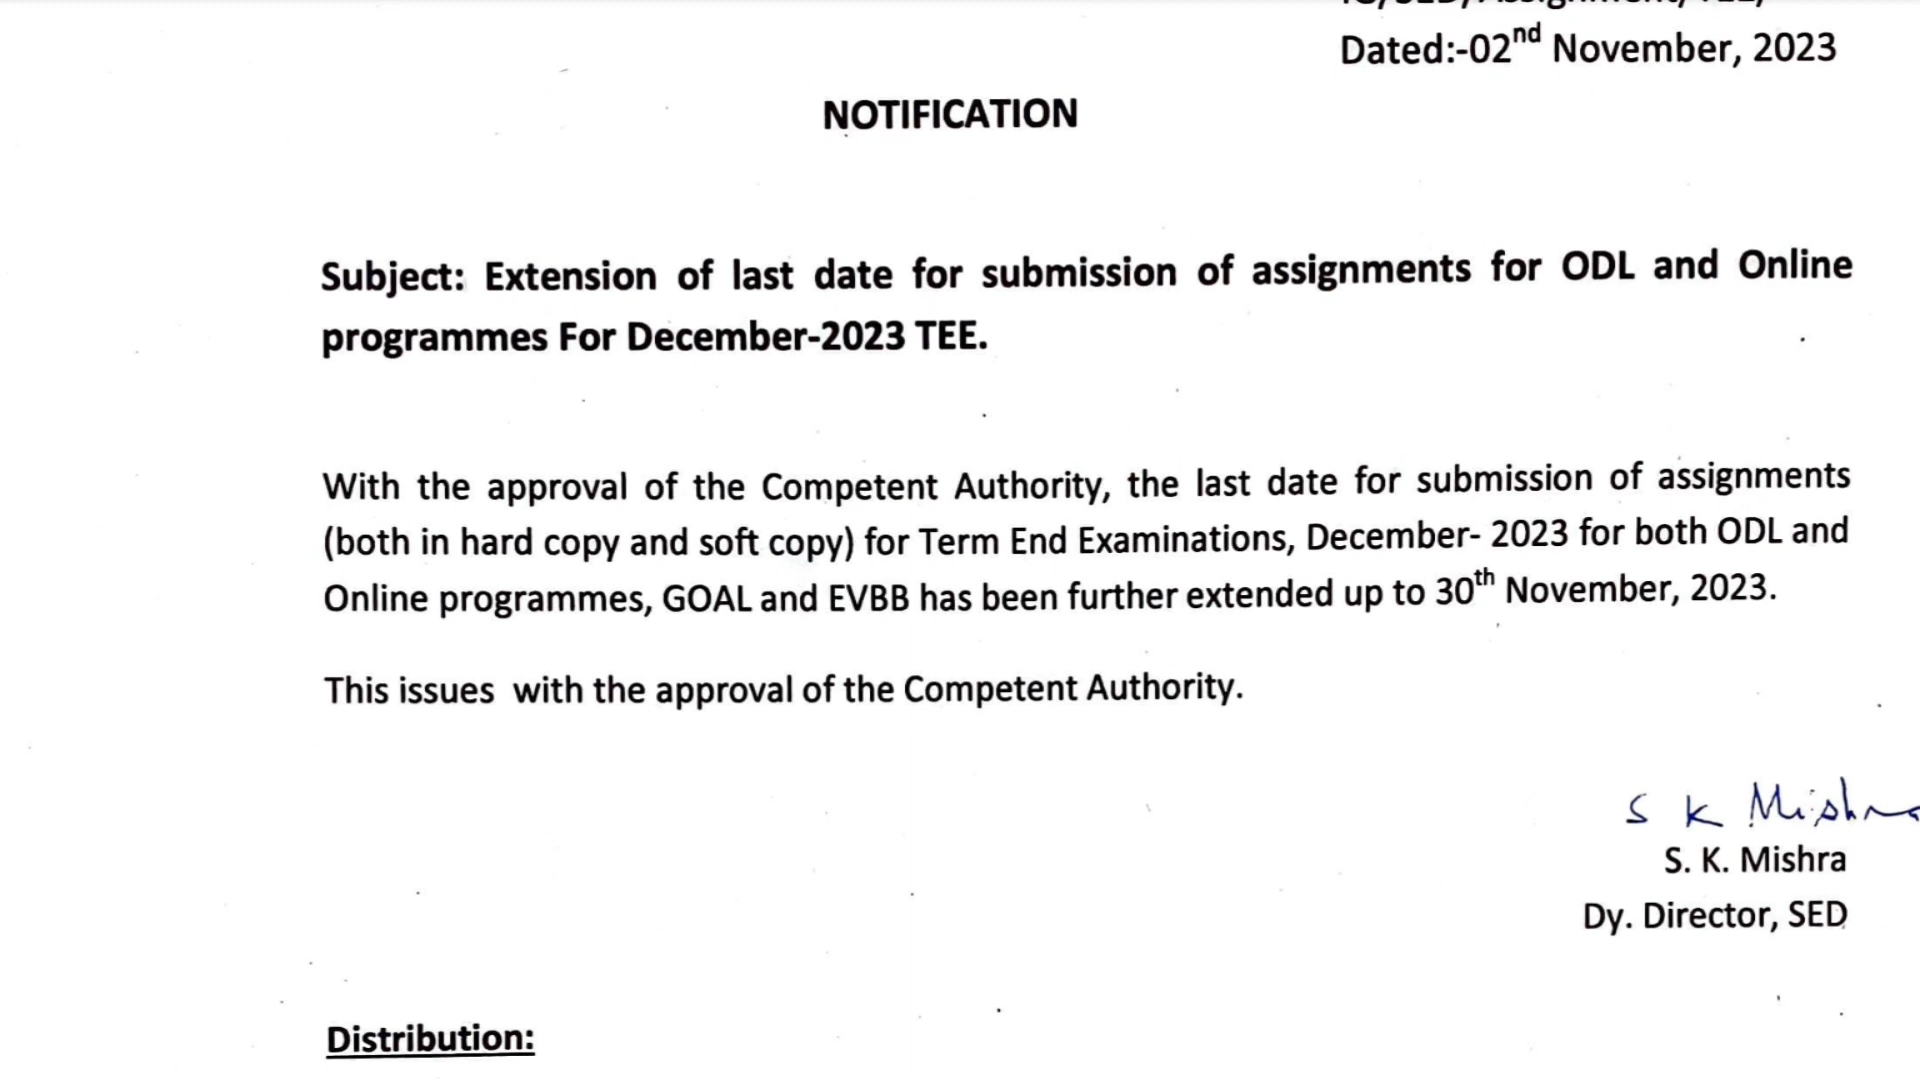 Dated:-02nd November, 2023
NOTIFICATION
Subject: Extension of last date for submission of assignments for ODL and Online
programmes For December-2023 TEE.
With the approval of the Competent Authority, the last date for submission of assignments
(both in hard copy and soft copy) for Term End Examinations, December- 2023 for both ODL and
Online programmes, GOAL and EVBB has been further extended up to 30th November, 2023.
This issues with the approval of the Competent Authority.
S K Mishra
S. K. Mishra
Dy. Director, SED
Distribution: